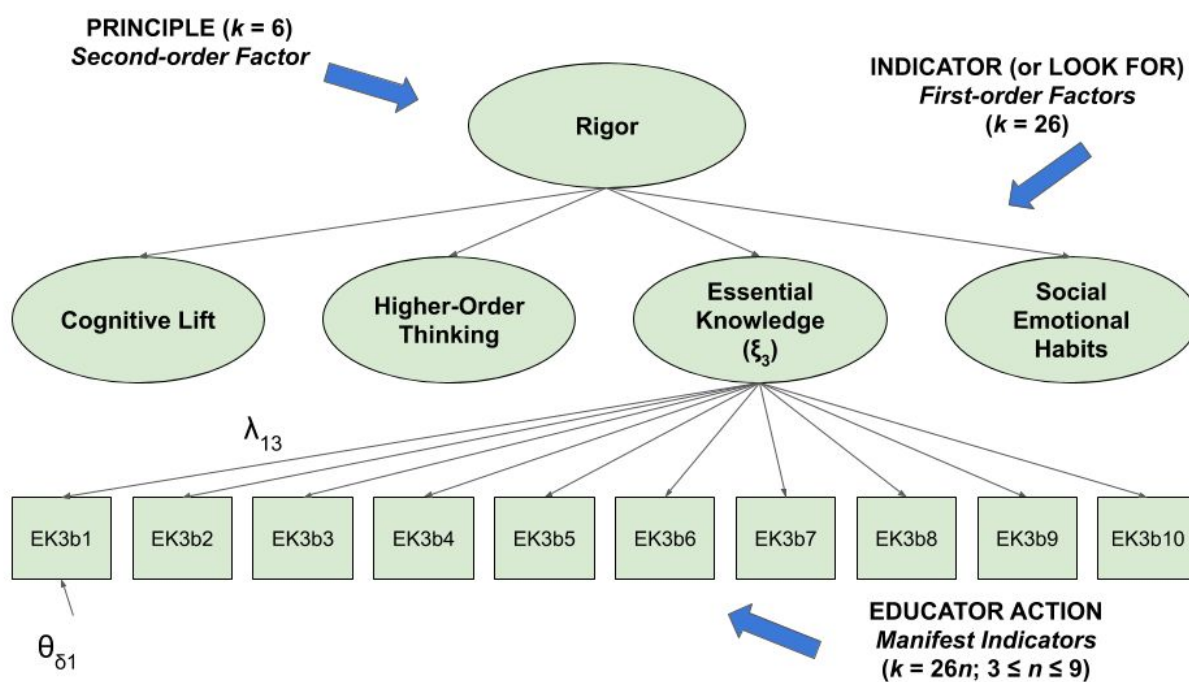 PRINCIPLE (k = 6)
Second-order Factor
INDICATOR (or LOOK FOR)
First-order Factors
(k = 26)
Rigor
Cognitive Lift
Higher-Order
Thinking
Essential
Knowledge
(ξ₃)
Social
Emotional
Habits
λ₁₃
EK3b1
EK3b2
EK3b3
EK3b4
EK3b5
EK3b6
EK3b7
EK3b8
EK3b9
EK3b10
θδ1
EDUCATOR ACTION
Manifest Indicators
(k = 26n; 3 ≤ n ≤ 9)